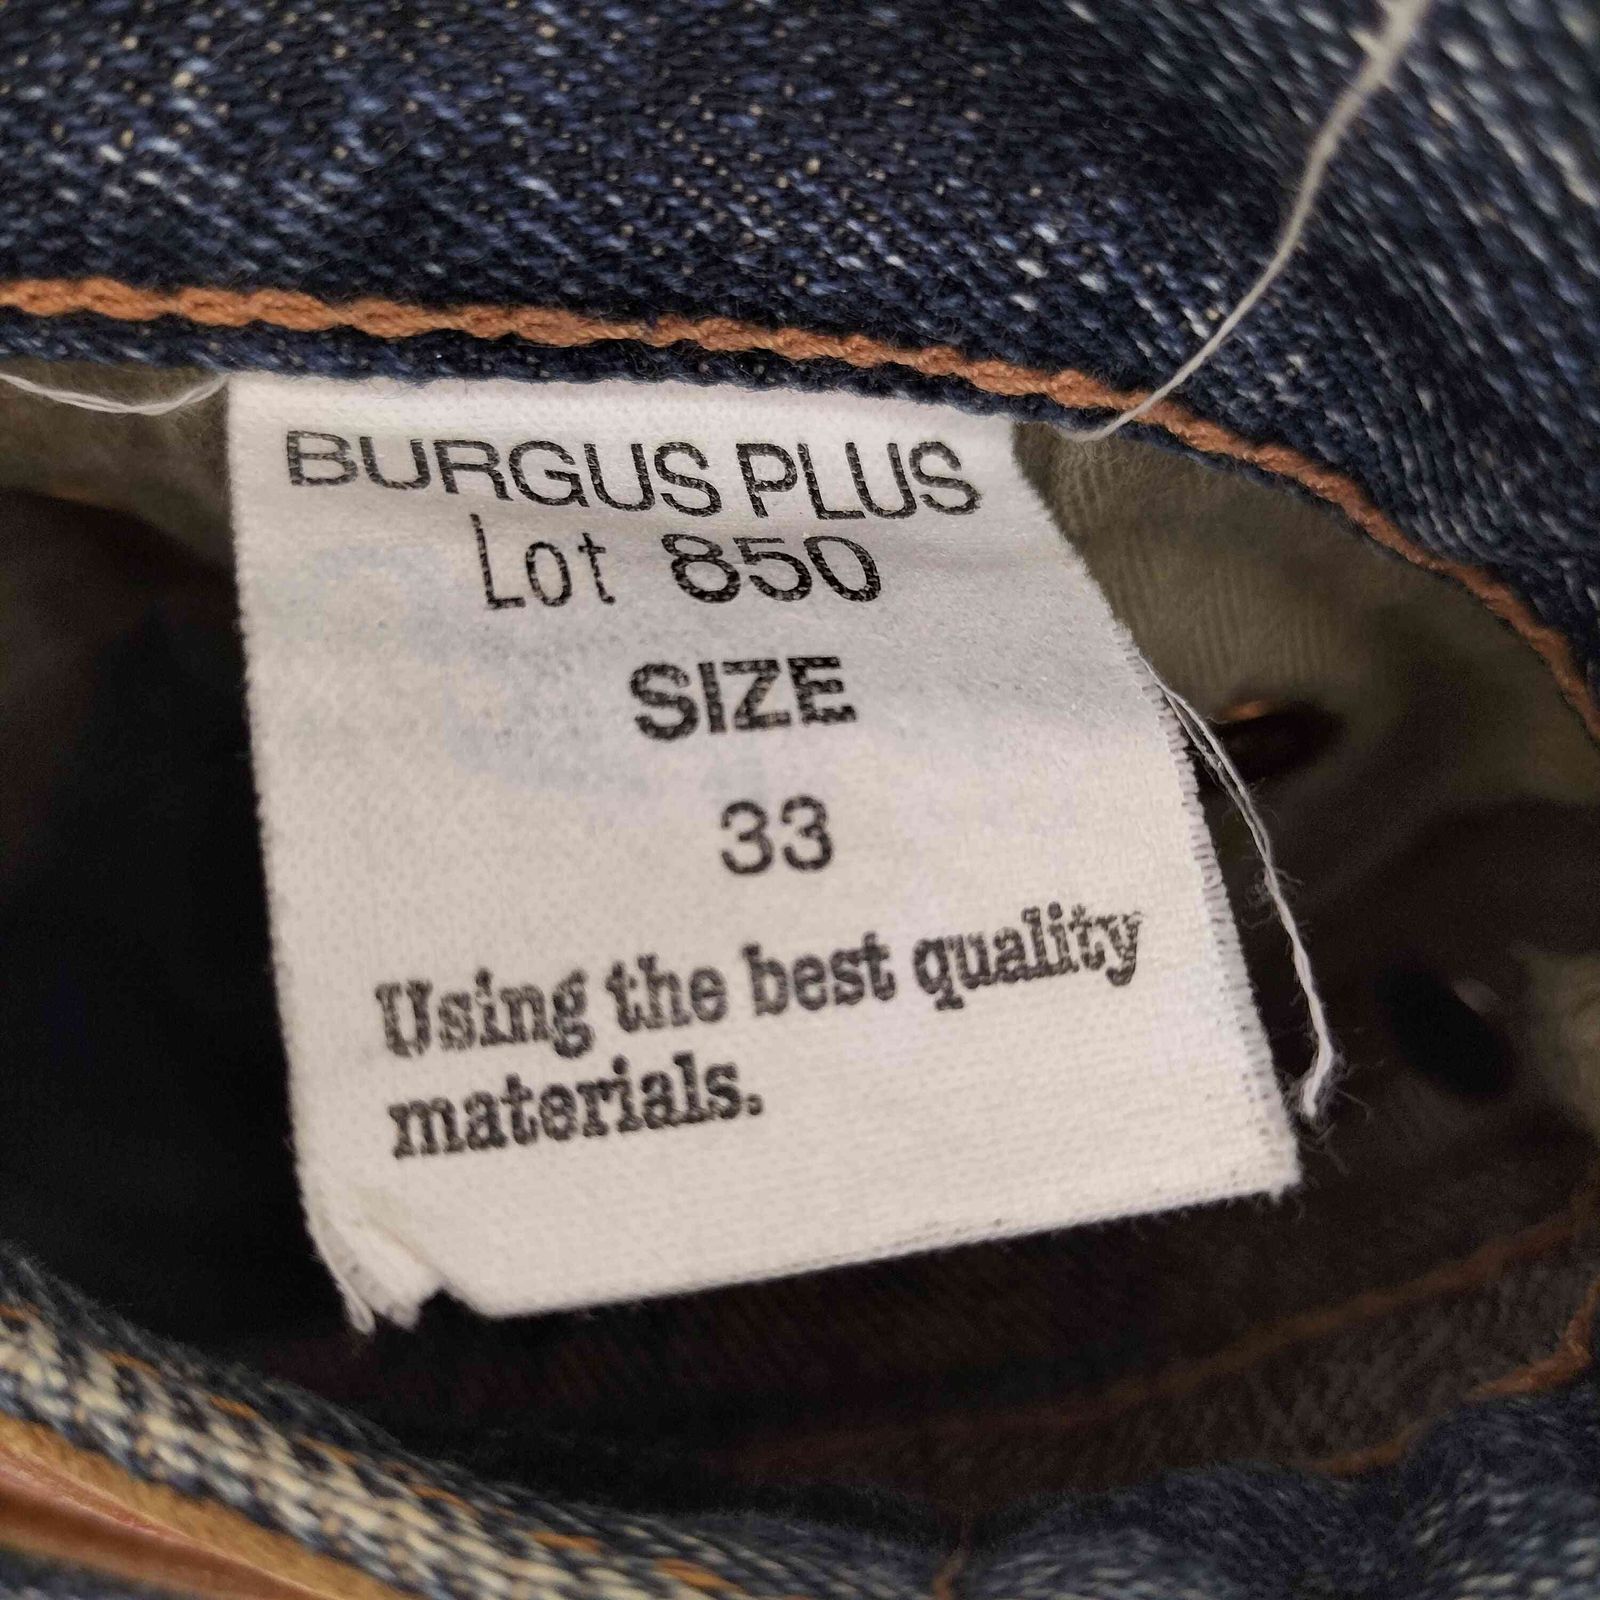 BURGUS PLUS
Lot 850
SIZE
33
Using the best quality
materials.